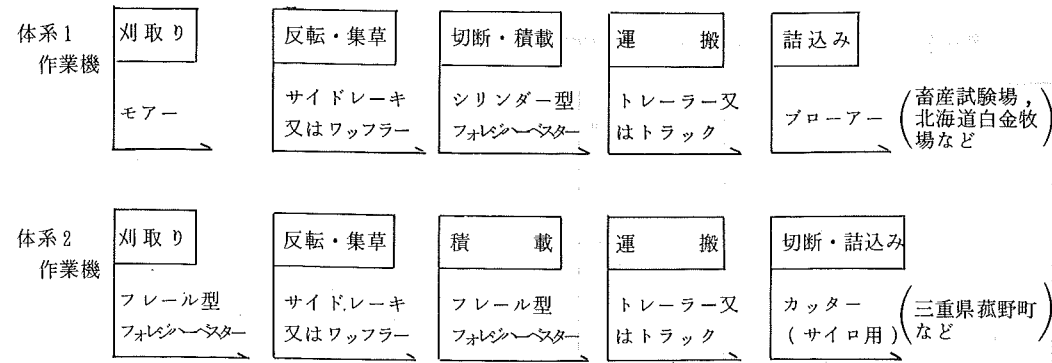 体系1
作業機
刈取り
反転・集草
切断・積載
運 搬
詰込み
モアー
サイドレーキ
又はワッフラー
シリンダー型
フォレジハーベスター
トレーラー又
はトラック
ブローアー
(畜産試験場,
北海道白金牧
場など)
体系2
作業機
刈取り
反転・集草
積 載
運 搬
切断・詰込み
フレール型
フォレジハーベスター
サイドレーキ
又はワッフラー
フレール型
フォレジハーベスター
トレーラー又
はトラック
カッター
(サイロ用)
(三重県菰野町
など)